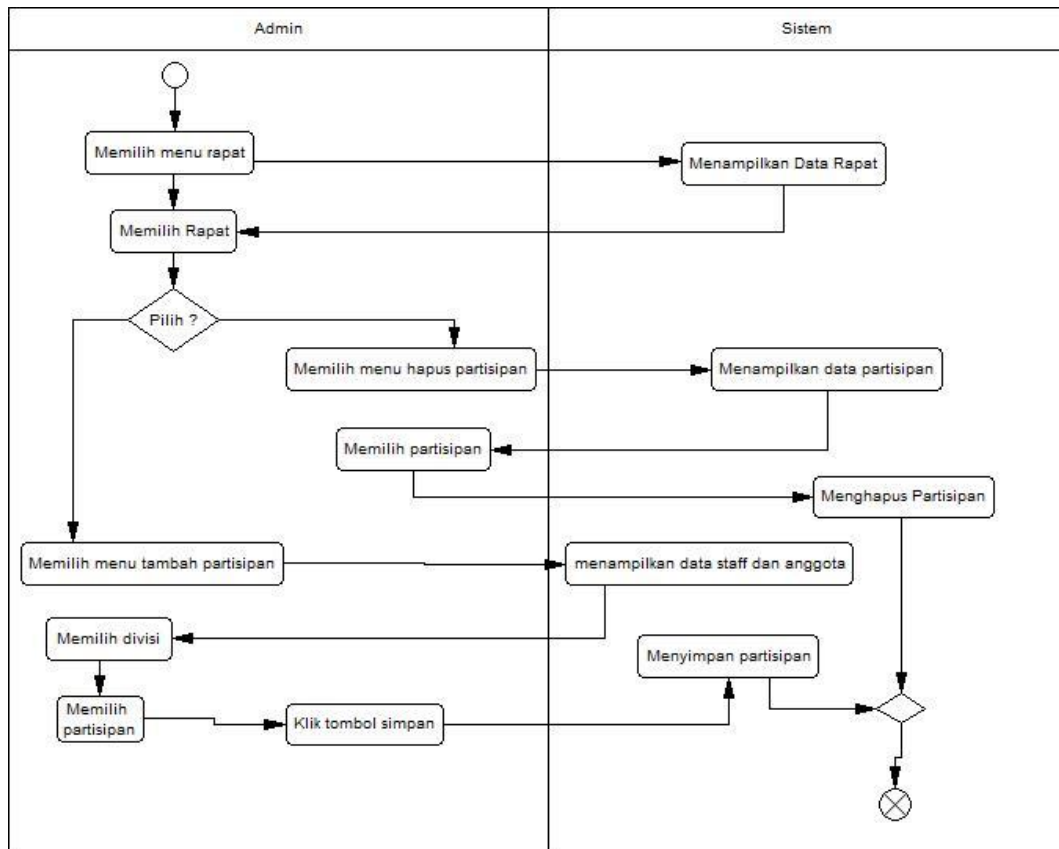 Admin
Sistem
Memilih menu rapat
Menampilkan Data Rapat
Memilih Rapat
Pilih ?
Memilih menu hapus partisipan
Menampilkan data partisipan
Memilih partisipan
Menghapus Partisipan
Memilih menu tambah partisipan
menampilkan data staff dan anggota
Memilih divisi
Menyimpan partisipan
Memilih
partisipan
Klik tombol simpan